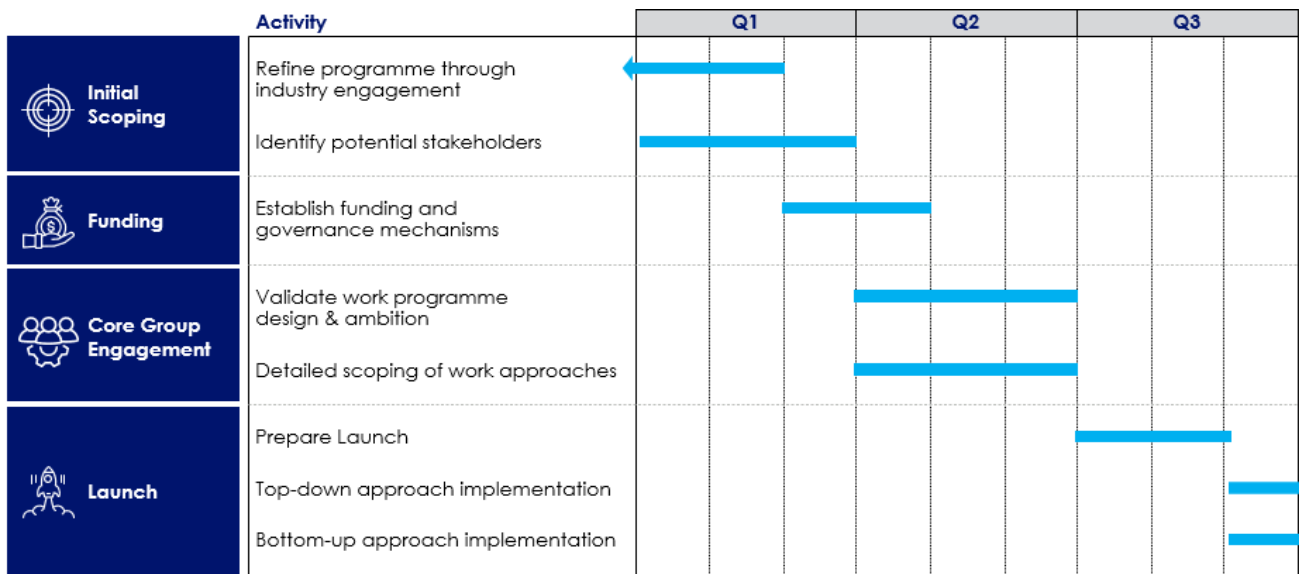 Activity
Q1
Q2
Q3
Initial
Scoping
Refine programme through
industry engagement
Identify potential stakeholders
Funding
Establish funding and
governance mechanisms
Core Group
Engagement
Validate work programme
design & ambition
Detailed scoping of work approaches
Launch
Prepare Launch
Top-down approach implementation
Bottom-up approach implementation